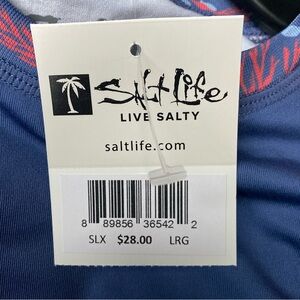 Salt Life
LIVE SALTY
saltlife.com
8 89856 36542 2
SLX $28.00 LRG